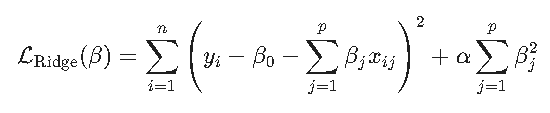 \mathcal{L}_{\text{Ridge}}(\beta) = \sum_{i=1}^{n} \left( y_i - \beta_0 - \sum_{j=1}^{p} \beta_j x_{ij} \right)^2 + \alpha \sum_{j=1}^{p} \beta_j^2